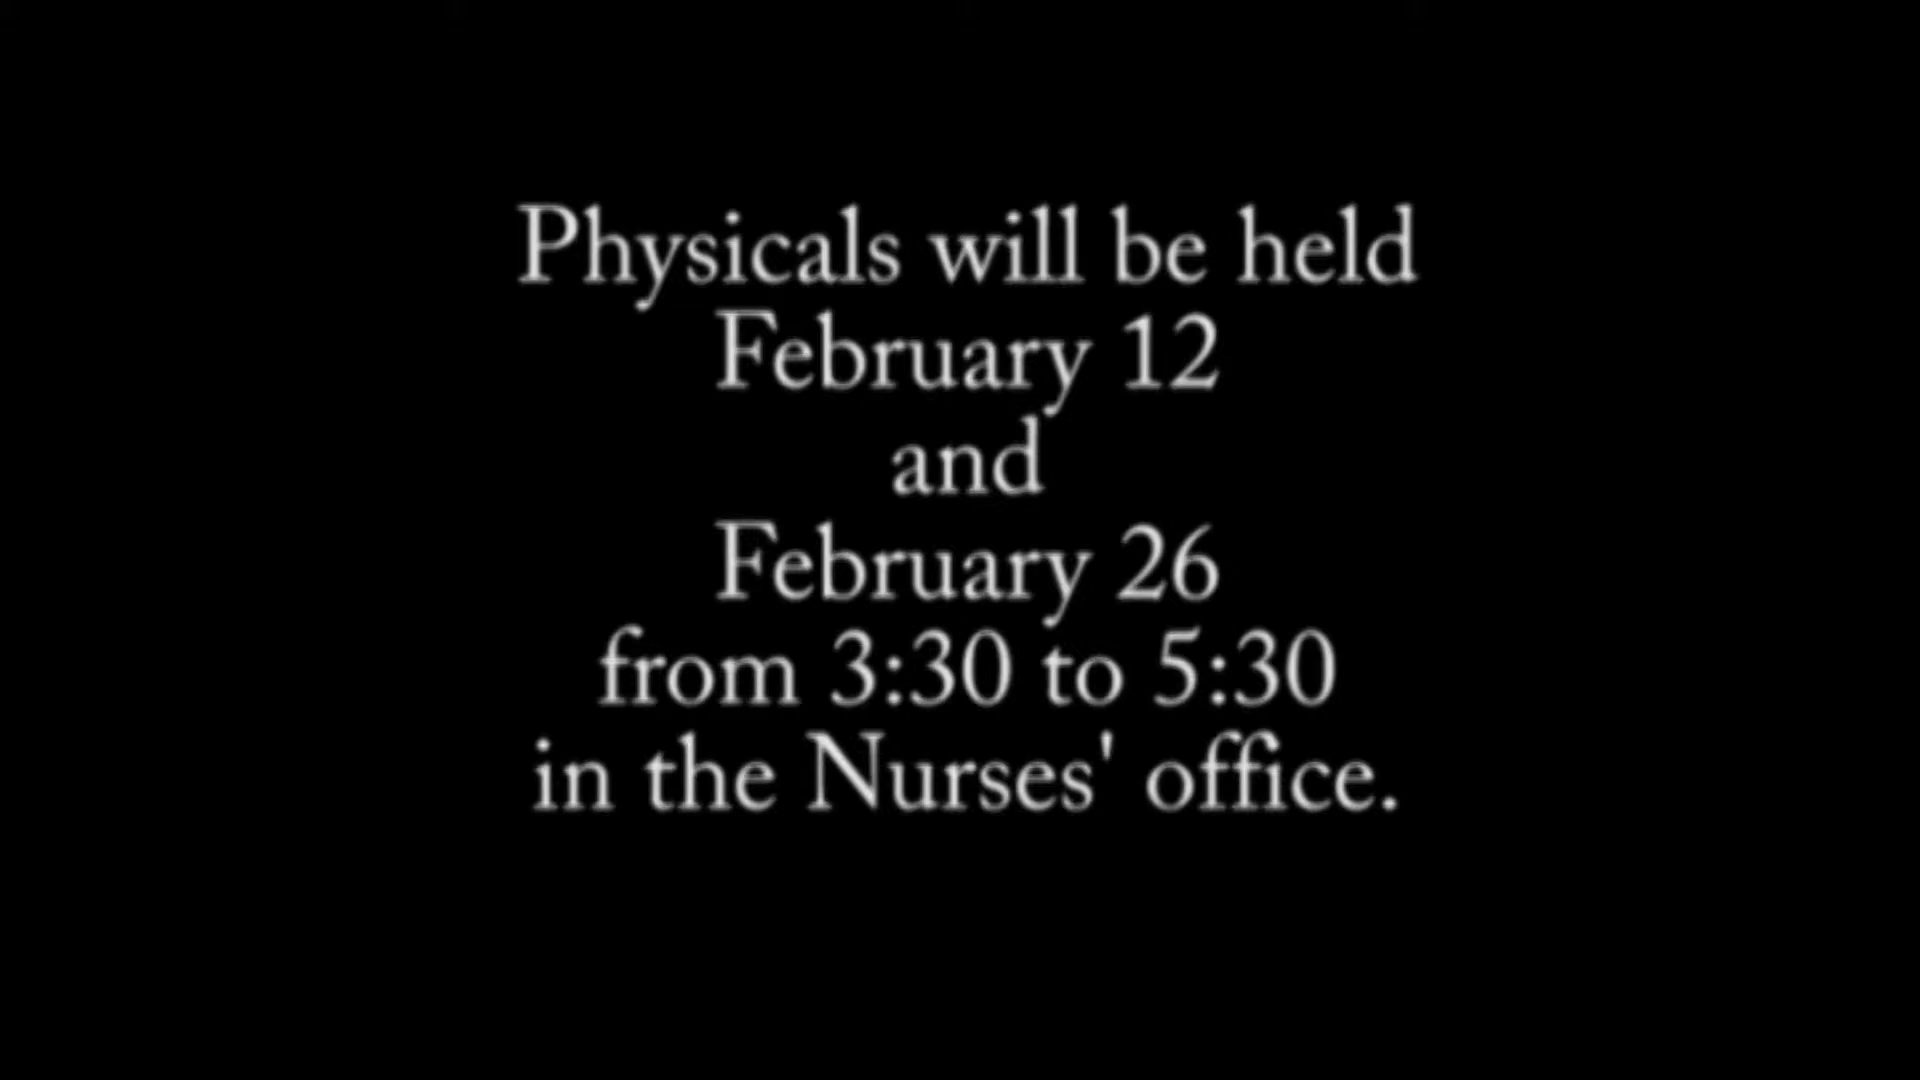 Physicals will be held
February 12
and
February 26
from 3:30 to 5:30
in the Nurses' office.